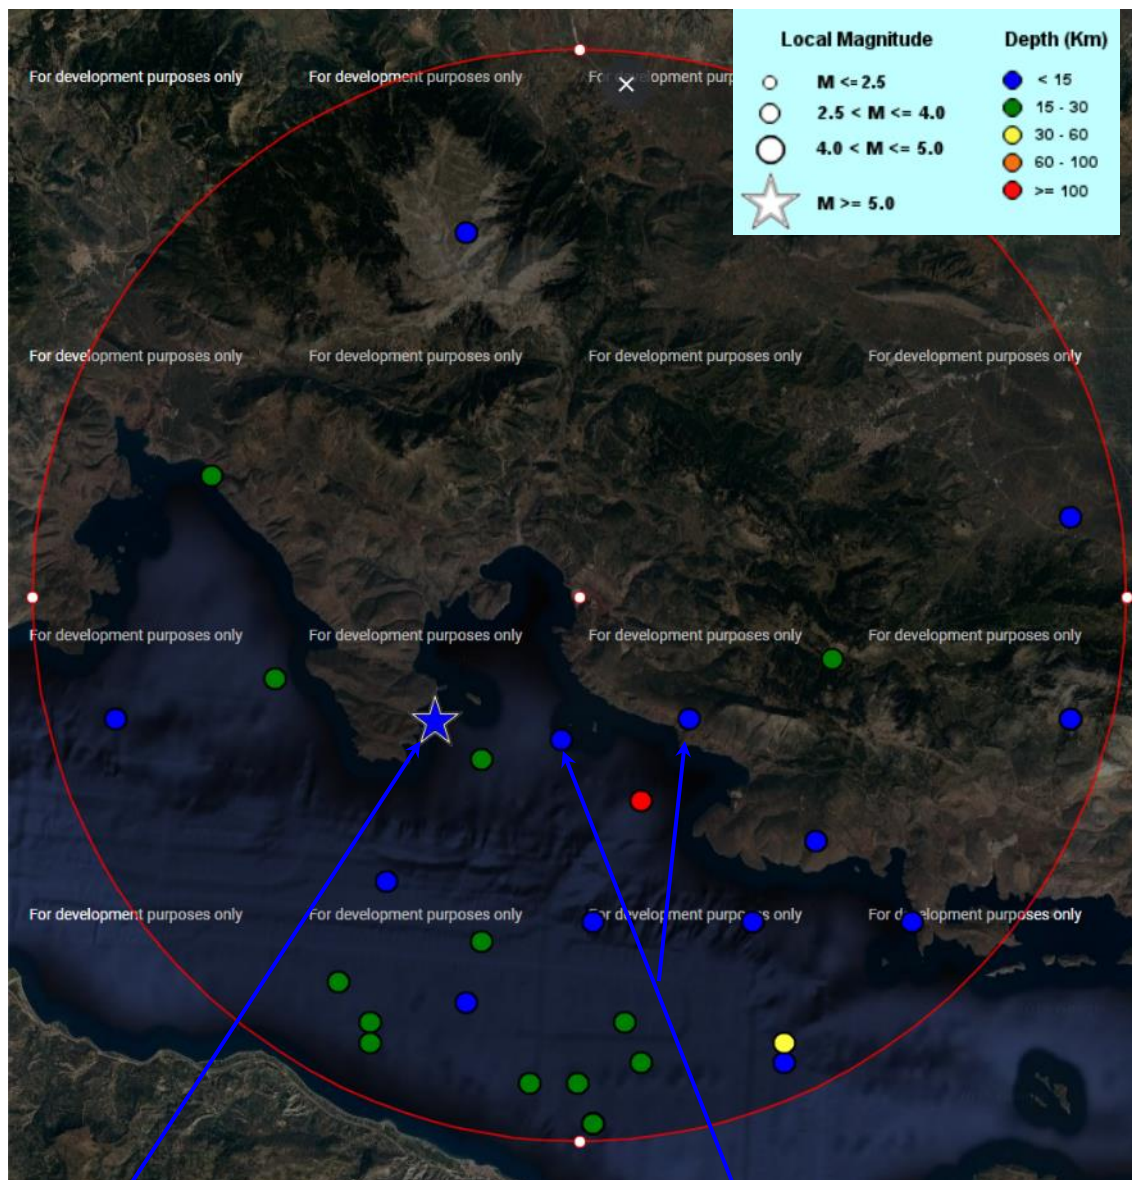 For development purposes only
For development purposes only
Local Magnitude
M <= 2.5
2.5 < M <= 4.0
4.0 < M <= 5.0
M >= 5.0
Depth (Km)
< 15
15 - 30
30 - 60
60 - 100
>= 100
For development purposes only
For development purposes only
For development purposes only
For development purposes only
For development purposes only
For development purposes only
For development purposes only
For development purposes only
For development purposes only
For development purposes only
For development purposes only
For development purposes only